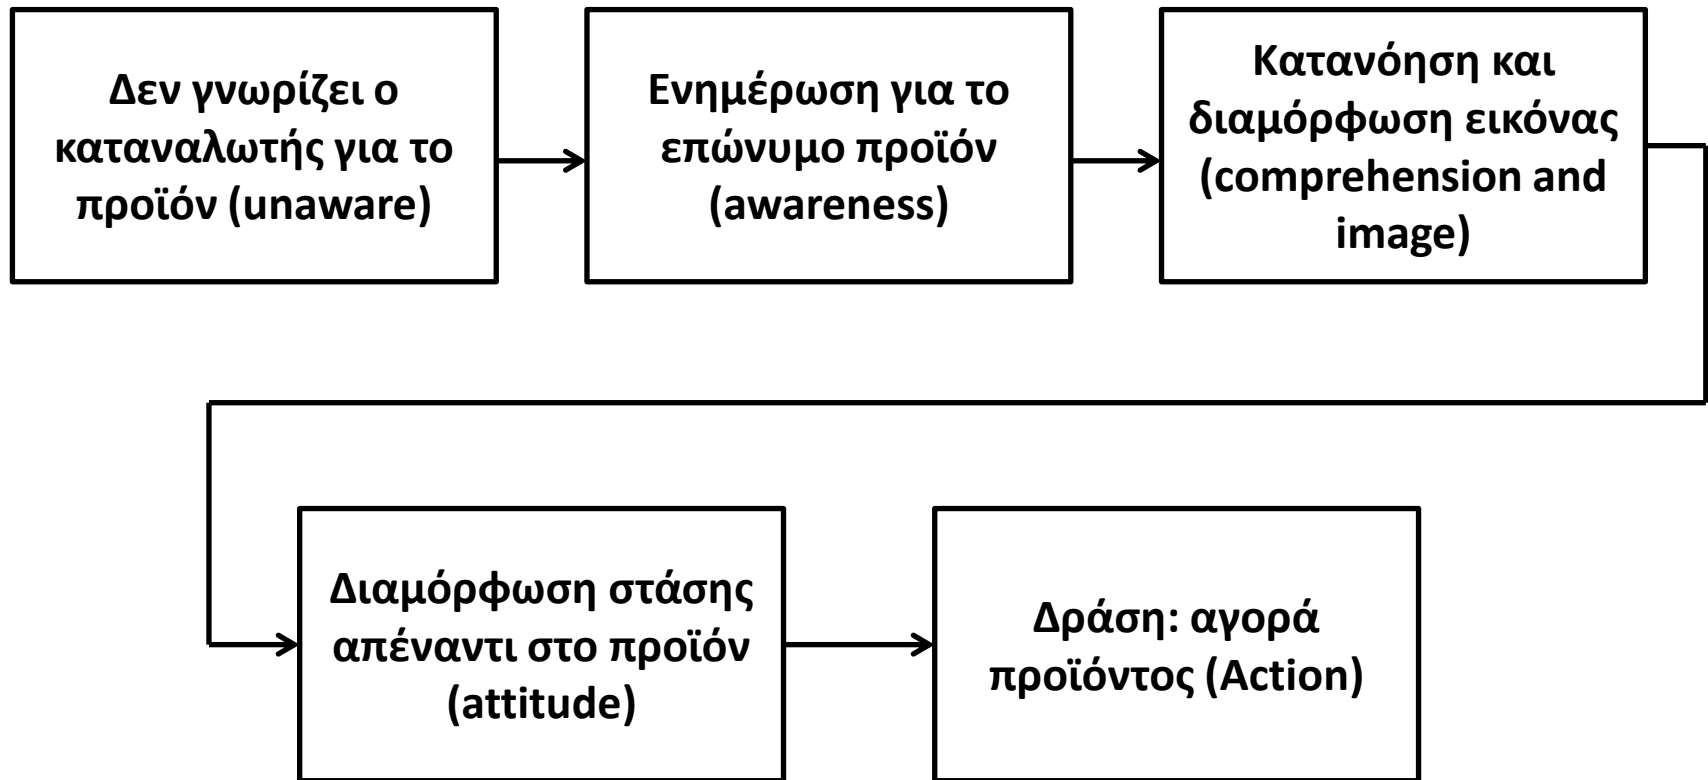 Δεν γνωρίζει ο
καταναλωτής για το
προϊόν (unaware)
Ενημέρωση για το
επώνυμο προϊόν
(awareness)
Κατανόηση και
διαμόρφωση εικόνας
(comprehension and
image)
Διαμόρφωση στάσης
απέναντι στο προϊόν
(attitude)
Δράση: αγορά
προϊόντος (Action)